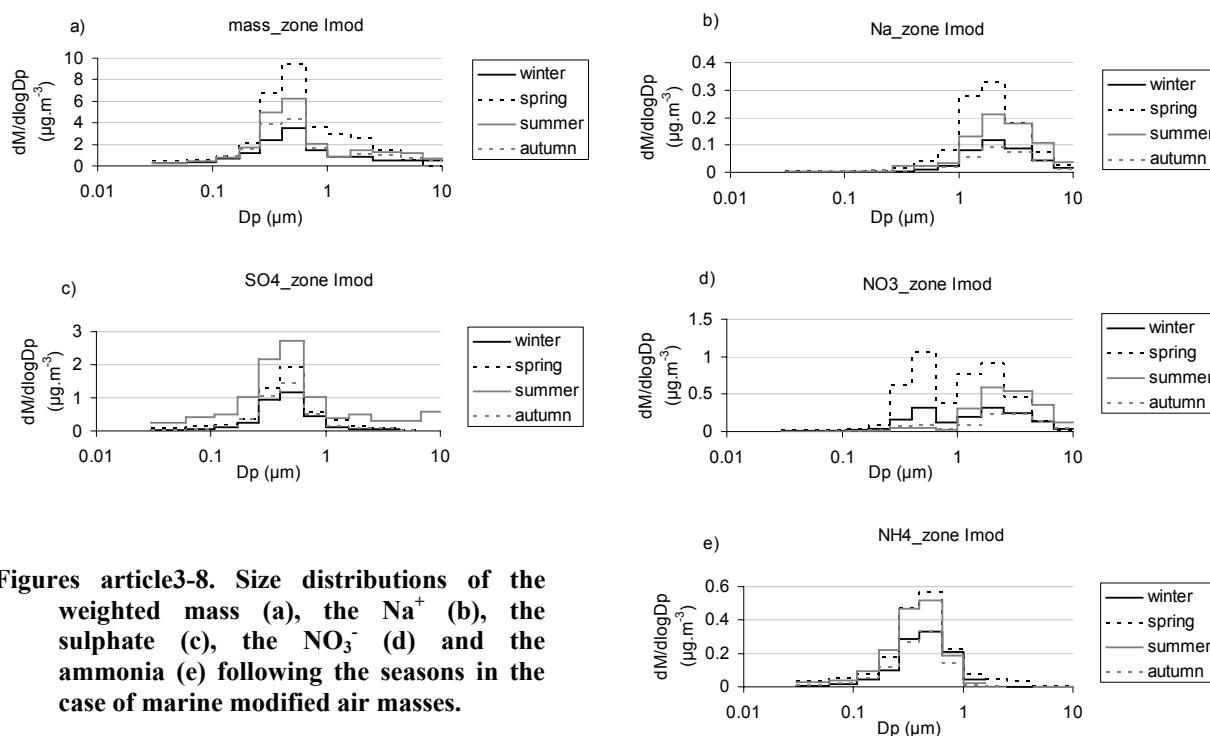 a)
mass_zone Imod
dM/dlogDp
(µg.m⁻³)
10
8
6
4
2
0
0.01 0.1 1 10
Dp (µm)
winter
spring
summer
autumn
b)
Na_zone Imod
dM/dlogDp
(µg.m⁻³)
0.4
0.3
0.2
0.1
0
0.01 0.1 1 10
Dp (µm)
winter
spring
summer
autumn
c)
SO4_zone Imod
dM/dlogDp
(µg.m⁻³)
3
2
1
0
0.01 0.1 1 10
Dp (µm)
winter
spring
summer
autumn
d)
NO3_zone Imod
dM/dlogDp
(µg.m⁻³)
1.5
1
0.5
0
0.01 0.1 1 10
Dp (µm)
winter
spring
summer
autumn
e)
NH4_zone Imod
dM/dlogDp
(µg.m⁻³)
0.6
0.4
0.2
0
0.01 0.1 1 10
Dp (µm)
winter
spring
summer
autumn
Figures article3-8. Size distributions of the
weighted mass (a), the Na⁺ (b), the
sulphate (c), the NO₃⁻ (d) and the
ammonia (e) following the seasons in the
case of marine modified air masses.